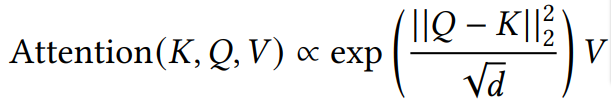 Attention(K, Q, V) ∝ exp ( ||Q − K||₂² / √d ) V